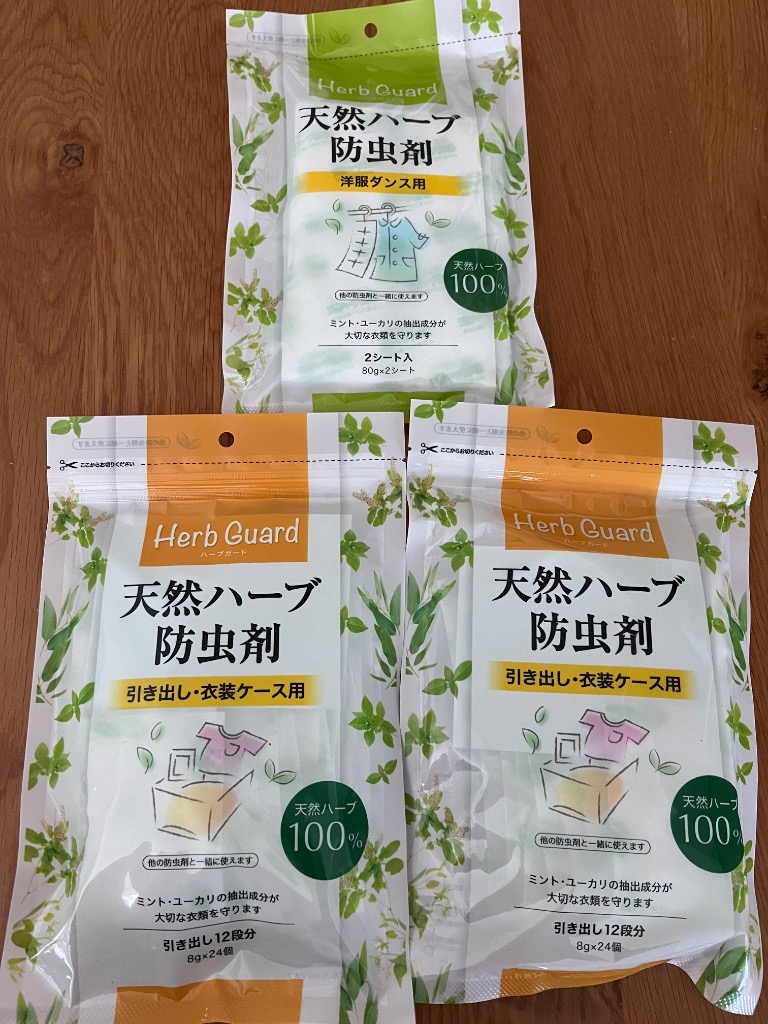 Herb Guard
天然ハーブ
防虫剤
洋服ダンス用
天然ハーブ
100%
他の防虫剤と一緒に使えます
ミント・ユーカリの抽出成分が
大切な衣類を守ります
2シート入
80g×2シート
ここからお切りください
Herb Guard
ハーブガード
天然ハーブ
防虫剤
引き出し・衣装ケース用
天然ハーブ
100%
他の防虫剤と一緒に使えます
ミント・ユーカリの抽出成分が
大切な衣類を守ります
引き出し12段分
8g×24個
ここからお切りください
Herb Guard
ハーブガード
天然ハーブ
防虫剤
引き出し・衣装ケース用
天然ハーブ
100%
他の防虫剤と一緒に使えます
ミント・ユーカリの抽出成分が
大切な衣類を守ります
引き出し12段分
8g×24個